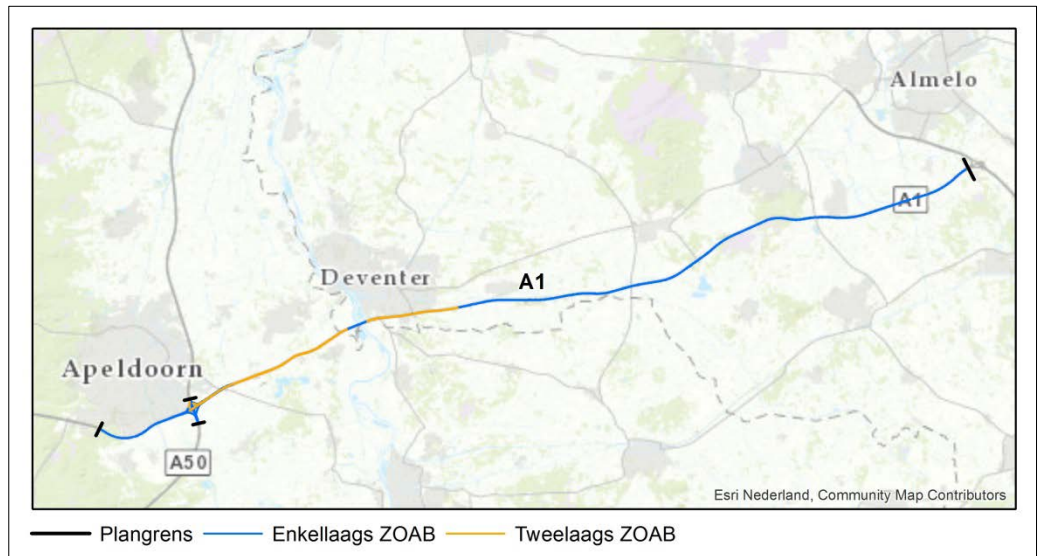 Almelo
A1
Deventer
A1
Apeldoorn
A50
Esri Nederland, Community Map Contributors
Plangrens Enkellaags ZOAB Tweelaags ZOAB